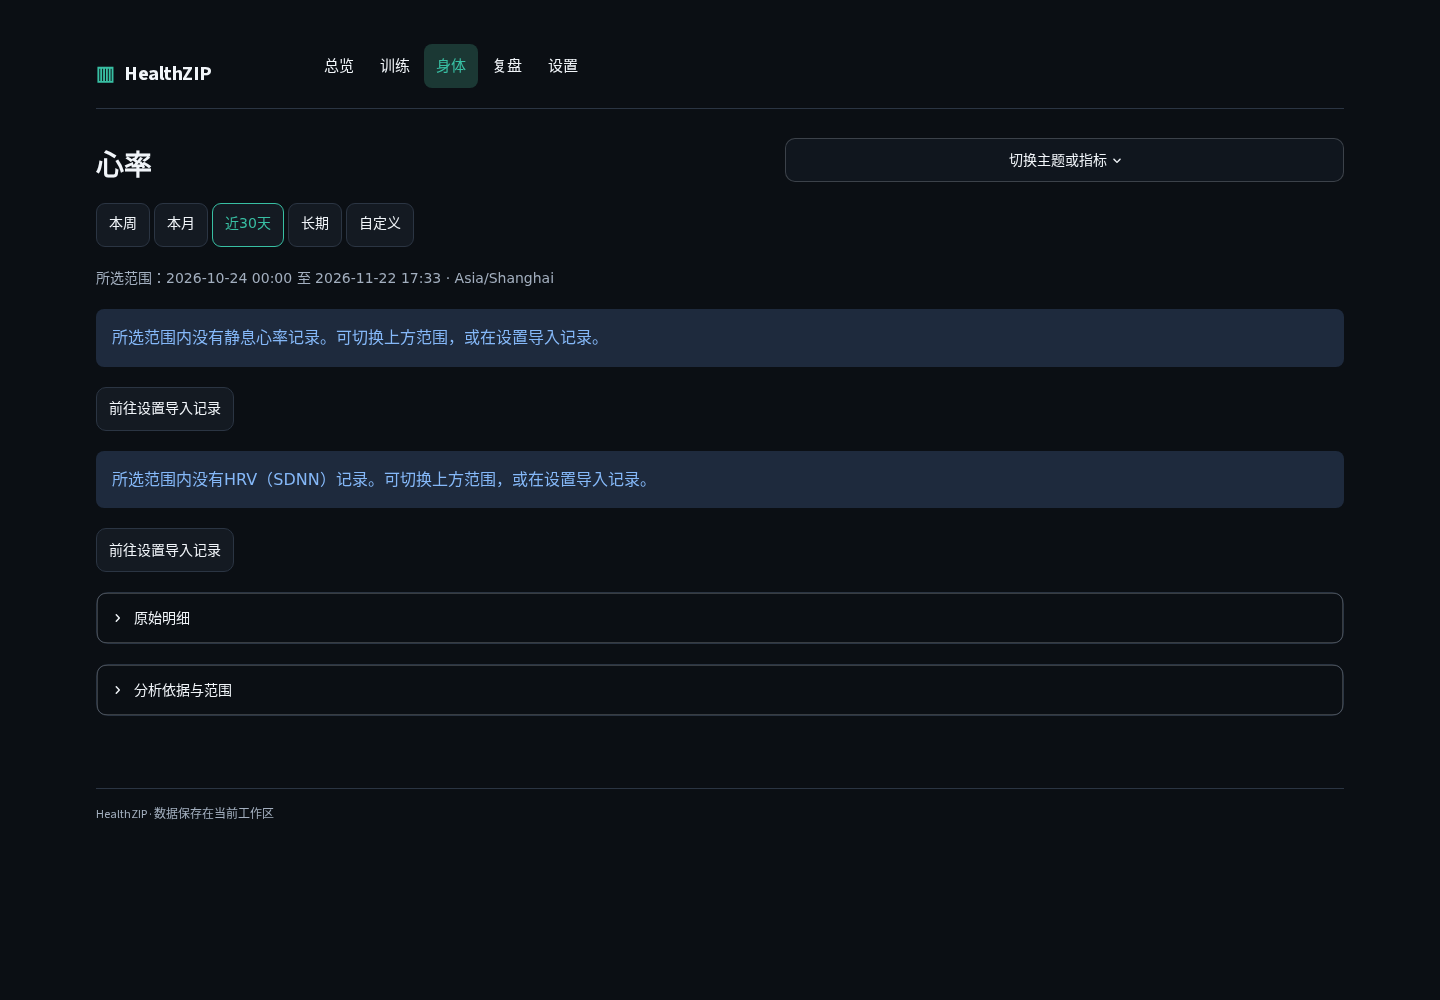 HealthZIP
总览 训练 身体 复盘 设置
心率
切换主题或指标
本周 本月 近30天 长期 自定义
所选范围：2026-10-24 00:00 至 2026-11-22 17:33 · Asia/Shanghai
所选范围内没有静息心率记录。可切换上方范围，或在设置导入记录。
前往设置导入记录
所选范围内没有HRV（SDNN）记录。可切换上方范围，或在设置导入记录。
前往设置导入记录
原始明细
分析依据与范围
HealthZIP · 数据保存在当前工作区